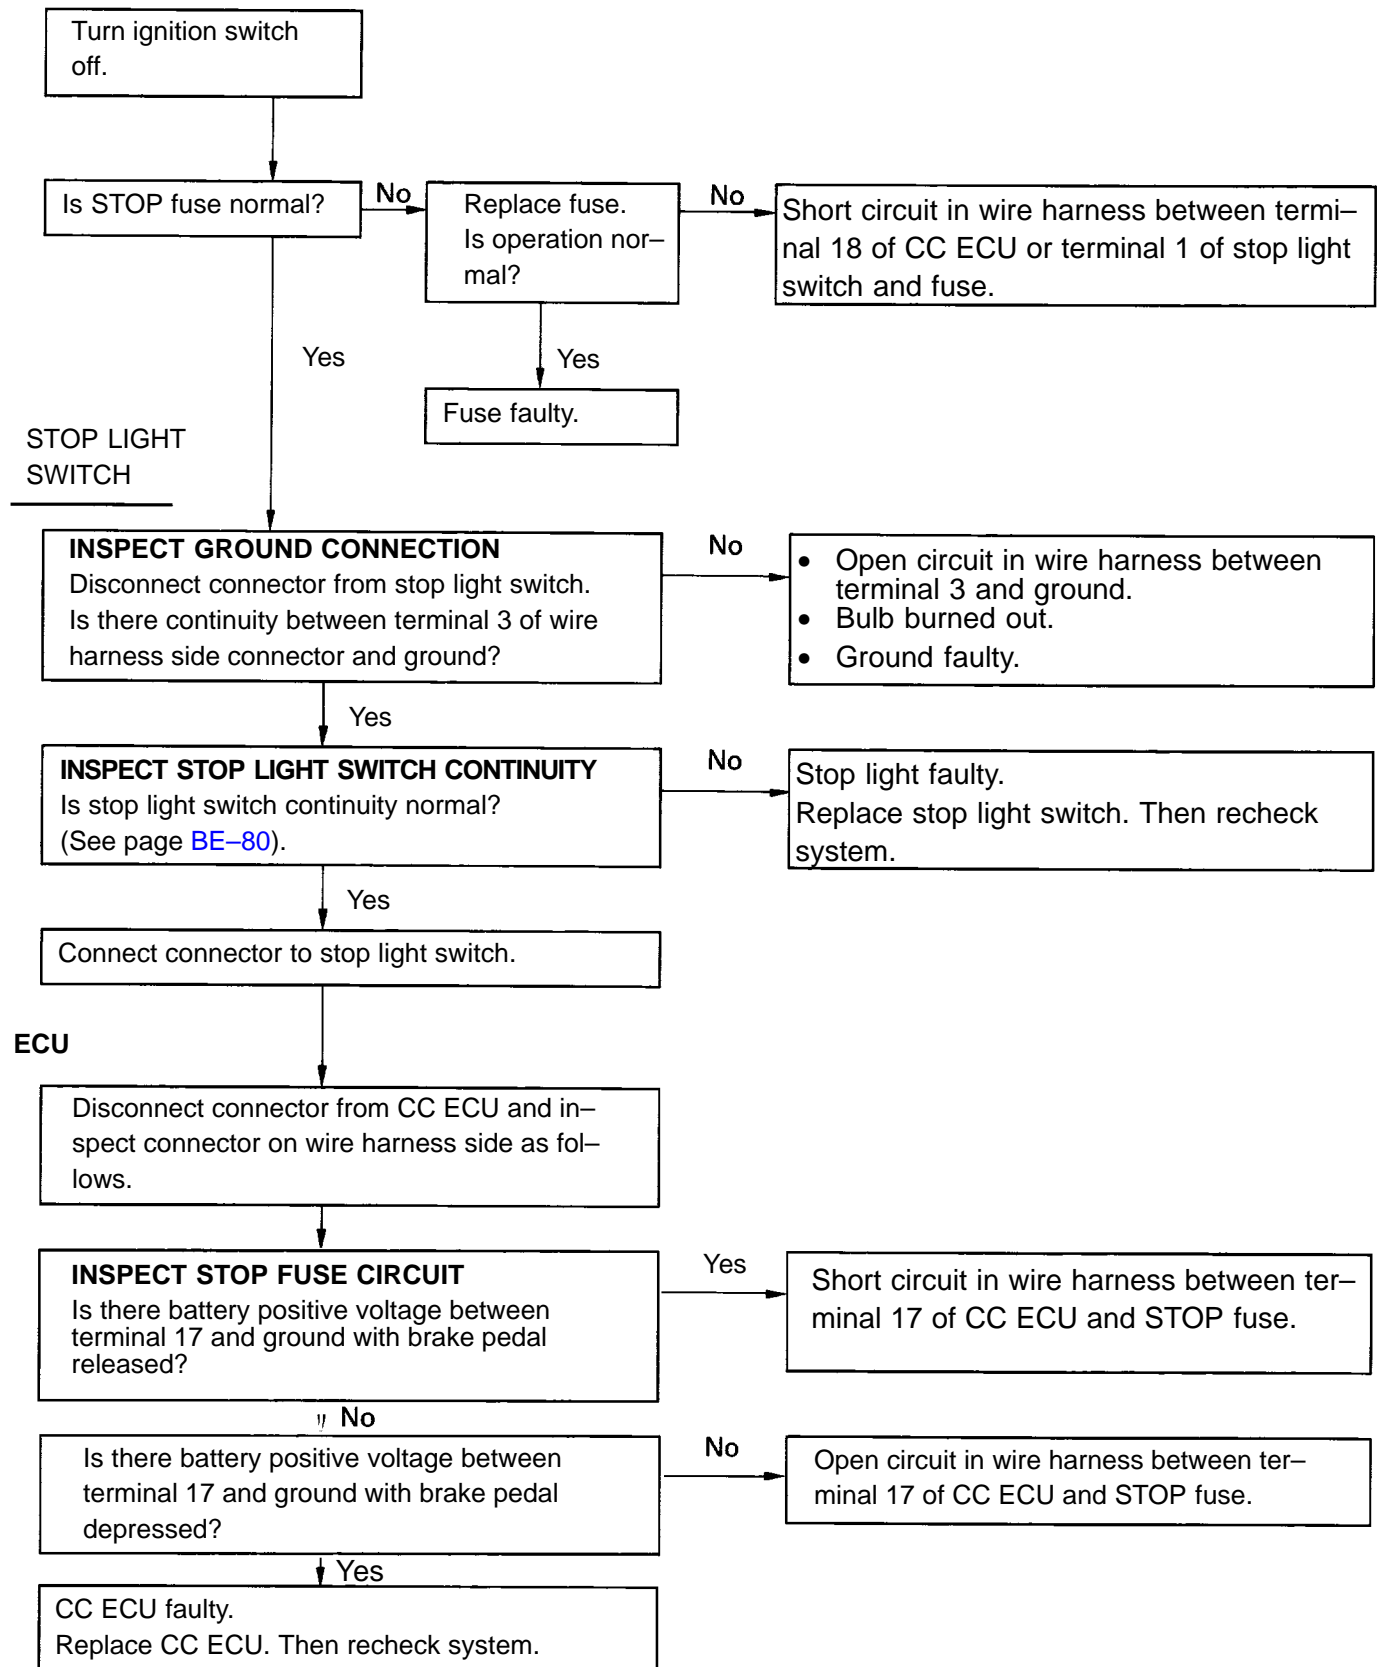 Turn ignition switch
off.
Is STOP fuse normal?
No
Replace fuse.
Is operation nor–
mal?
No
Short circuit in wire harness between termi–
nal 18 of CC ECU or terminal 1 of stop light
switch and fuse.
Yes
Yes
Fuse faulty.
STOP LIGHT
SWITCH
INSPECT GROUND CONNECTION
Disconnect connector from stop light switch.
Is there continuity between terminal 3 of wire
harness side connector and ground?
No
• Open circuit in wire harness between
terminal 3 and ground.
• Bulb burned out.
• Ground faulty.
Yes
INSPECT STOP LIGHT SWITCH CONTINUITY
Is stop light switch continuity normal?
(See page BE–80).
No
Stop light faulty.
Replace stop light switch. Then recheck
system.
Yes
Connect connector to stop light switch.
ECU
Disconnect connector from CC ECU and in–
spect connector on wire harness side as fol–
lows.
INSPECT STOP FUSE CIRCUIT
Is there battery positive voltage between
terminal 17 and ground with brake pedal
released?
Yes
Short circuit in wire harness between ter–
minal 17 of CC ECU and STOP fuse.
No
Is there battery positive voltage between
terminal 17 and ground with brake pedal
depressed?
No
Open circuit in wire harness between ter–
minal 17 of CC ECU and STOP fuse.
Yes
CC ECU faulty.
Replace CC ECU. Then recheck system.